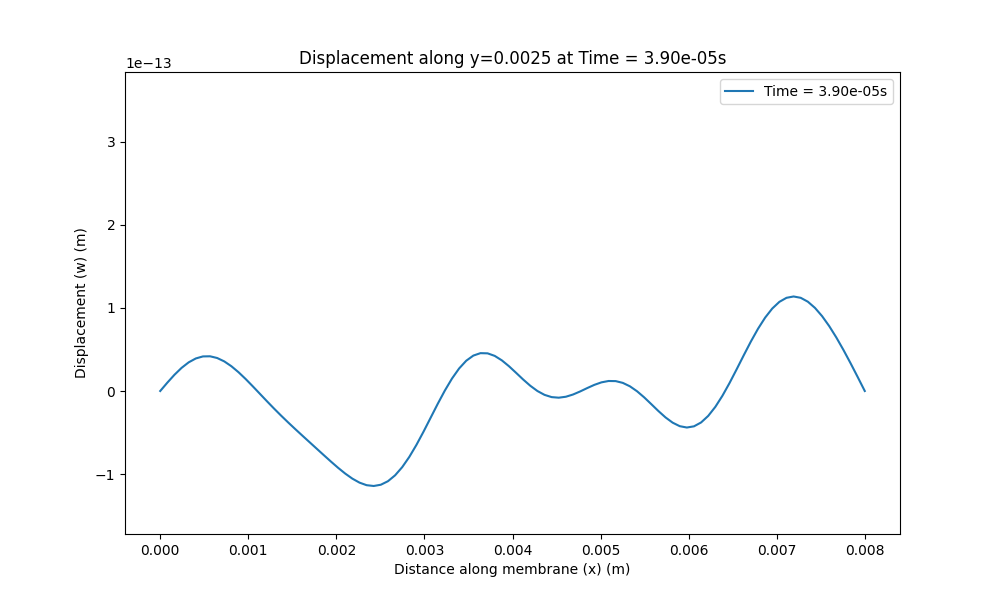 Displacement along y=0.0025 at Time = 3.90e-05s
1e−13
Time = 3.90e-05s
3
2
1
0
−1
Displacement (w) (m)
0.000 0.001 0.002 0.003 0.004 0.005 0.006 0.007 0.008
Distance along membrane (x) (m)